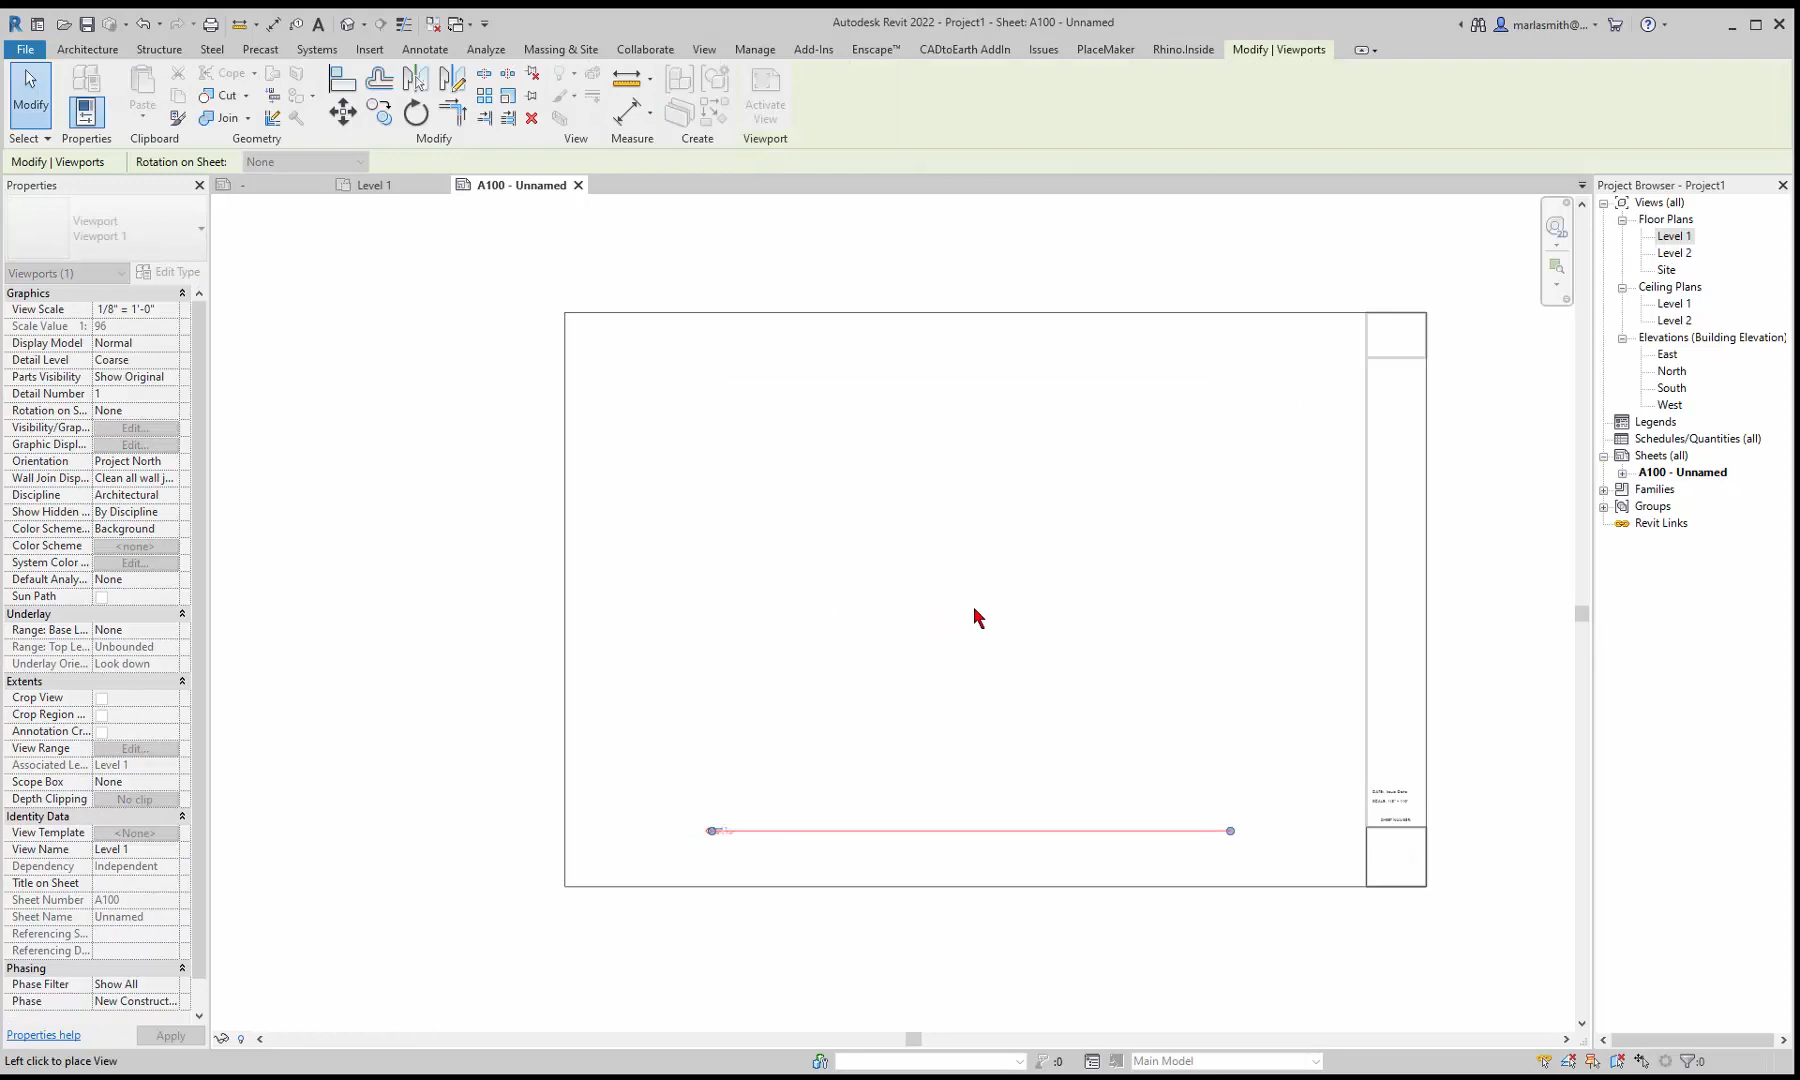 Autodesk Revit 2022 - Project1 - Sheet: A100 - Unnamed
marlasmith@...
File Architecture Structure Steel Precast Systems Insert Annotate Analyze Massing & Site Collaborate View Manage Add-Ins Enscape™ CADtoEarth AddIn Issues PlaceMaker Rhino.Inside Modify | Viewports
Modify Paste Cope Cut Join Activate View
Select Properties Clipboard Geometry Modify View Measure Create Viewport
Modify | Viewports Rotation on Sheet: None
Properties
- Level 1 A100 - Unnamed
Viewport
Viewport 1
Viewports (1) Edit Type
Graphics
View Scale 1/8" = 1'-0"
Scale Value 1: 96
Display Model Normal
Detail Level Coarse
Parts Visibility Show Original
Detail Number 1
Rotation on S... None
Visibility/Grap... Edit...
Graphic Displ... Edit...
Orientation Project North
Wall Join Disp... Clean all wall j...
Discipline Architectural
Show Hidden ... By Discipline
Color Scheme... Background
Color Scheme <none>
System Color ... Edit...
Default Analy... None
Sun Path
Underlay
Range: Base L... None
Range: Top Le... Unbounded
Underlay Orie... Look down
Extents
Crop View
Crop Region ...
Annotation Cr...
View Range Edit...
Associated Le... Level 1
Scope Box None
Depth Clipping No clip
Identity Data
View Template <None>
View Name Level 1
Dependency Independent
Title on Sheet
Sheet Number A100
Sheet Name Unnamed
Referencing S...
Referencing D...
Phasing
Phase Filter Show All
Phase New Construct...
Properties help Apply
DATE: Issue Date
SCALE: 1/8" = 1'-0"
SHEET NUMBER:
Project Browser - Project1
Views (all)
Floor Plans
Level 1
Level 2
Site
Ceiling Plans
Level 1
Level 2
Elevations (Building Elevation)
East
North
South
West
Legends
Schedules/Quantities (all)
Sheets (all)
A100 - Unnamed
Families
Groups
Revit Links
Left click to place View
:0 Main Model :0